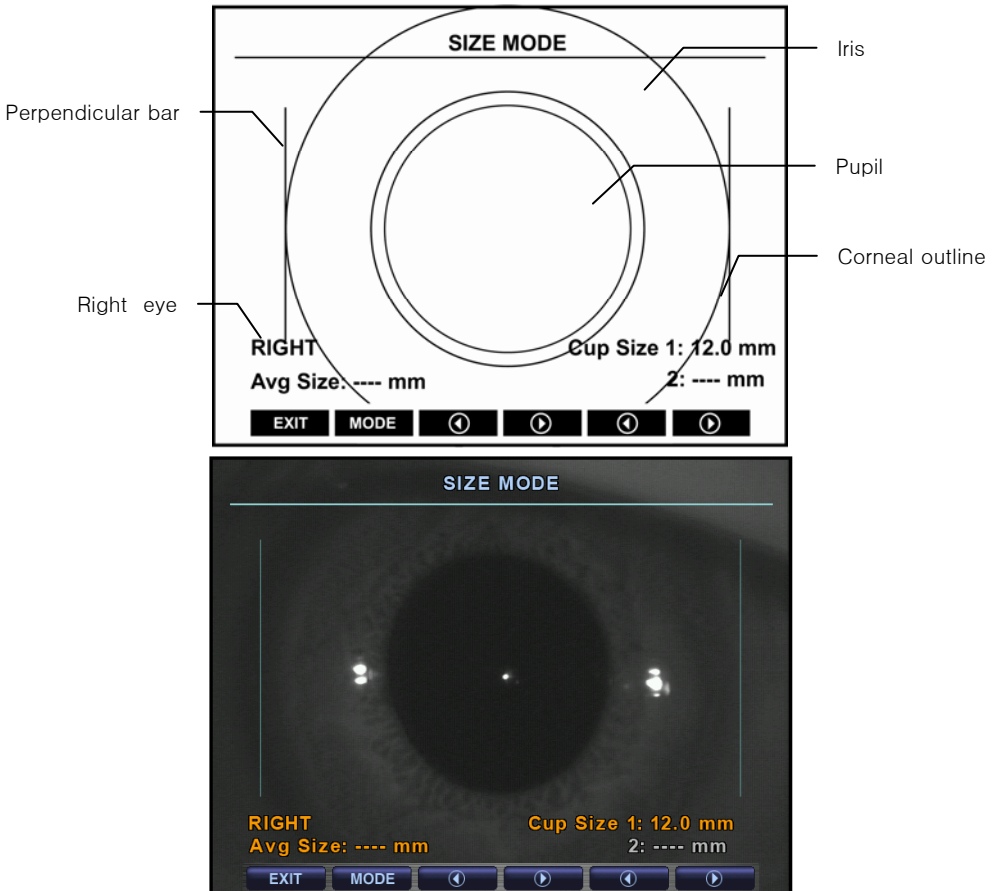 SIZE MODE
Iris
Perpendicular bar
Pupil
Corneal outline
Right eye
RIGHT
Cup Size 1: 12.0 mm
Avg Size: ---- mm
2: ---- mm
EXIT MODE
SIZE MODE
RIGHT
Cup Size 1: 12.0 mm
Avg Size: ---- mm
2: ---- mm
EXIT MODE